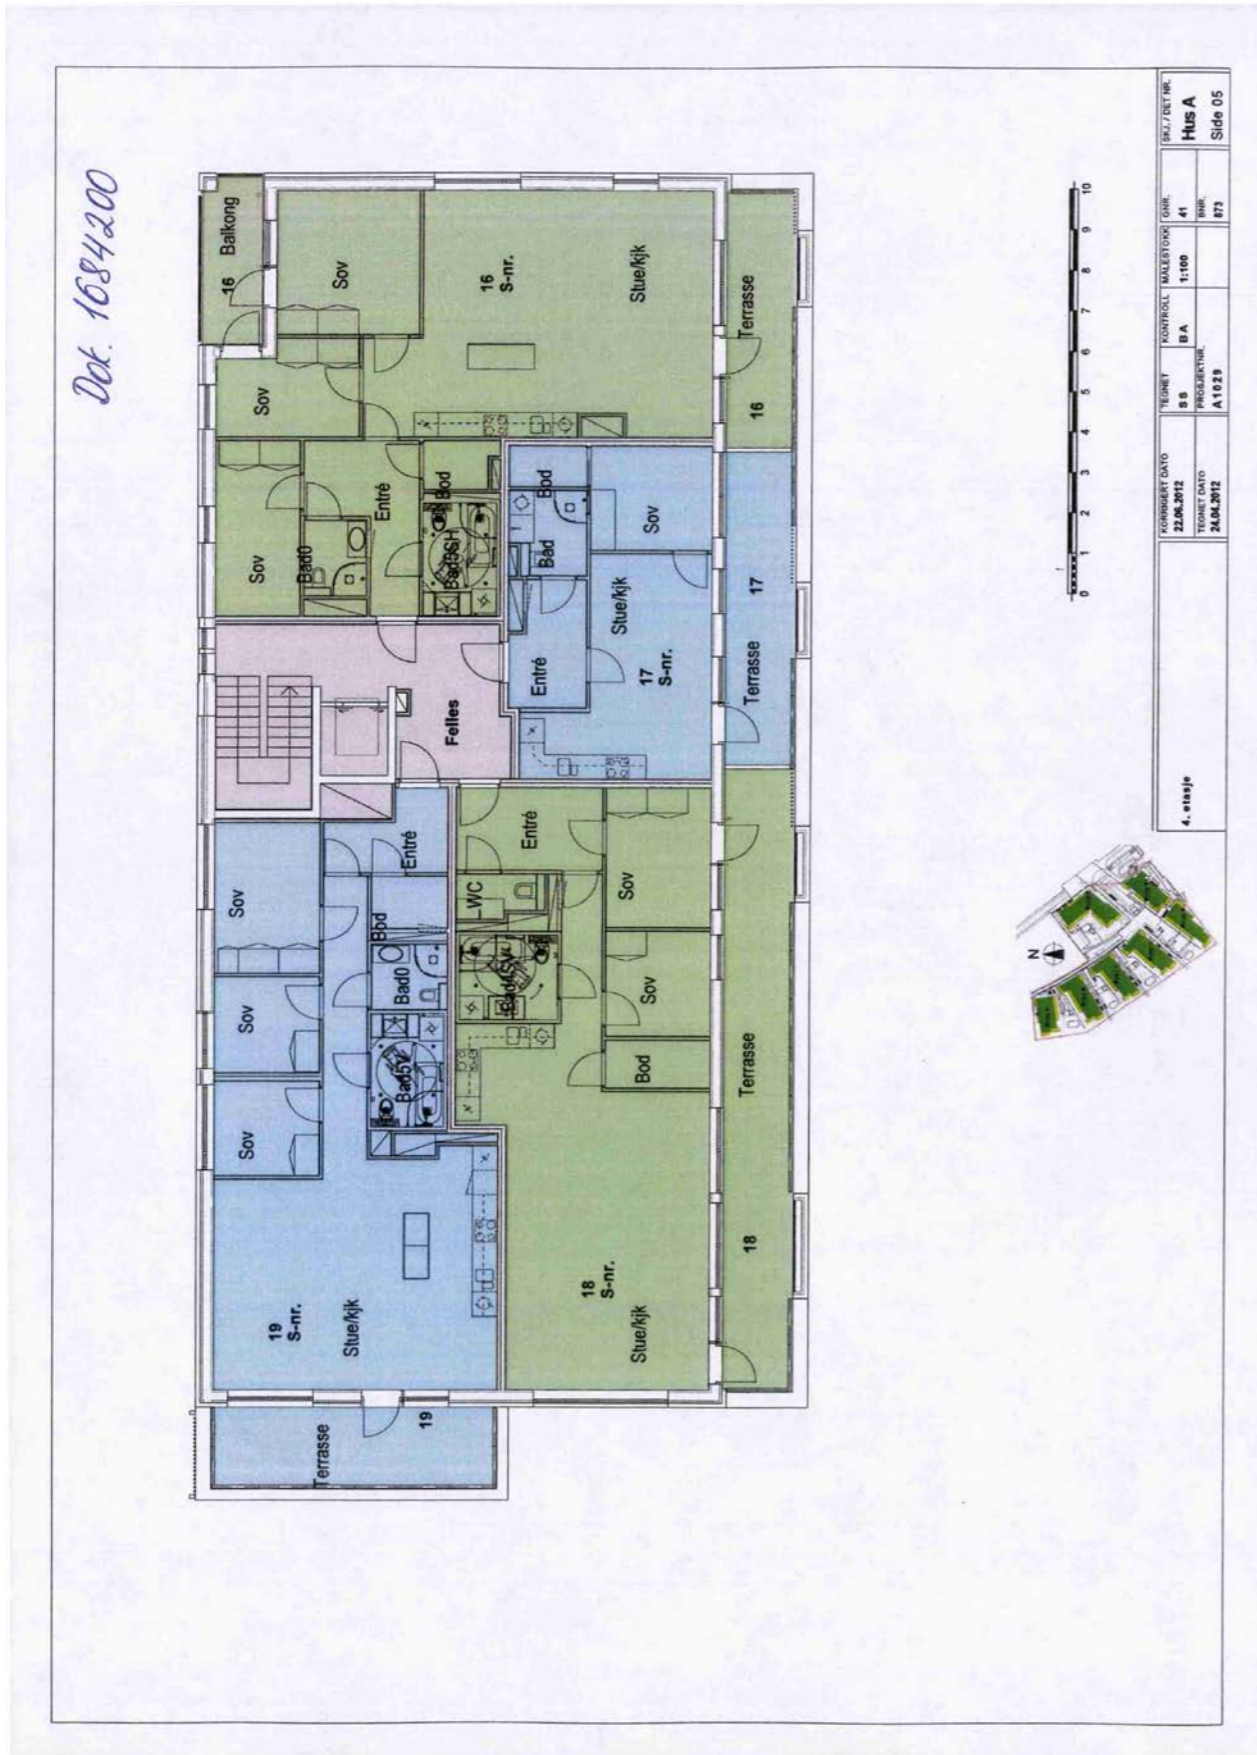 Dok. 1684200
16 Balkong
Sov
Sov
Sov
16
S-nr.
Stue/kjk
Terrasse
16
Bad0
Entré
Bod
Bad5SH
Bod
Bad
Sov
Entré
Stue/kjk
17
S-nr.
Terrasse
17
Felles
Sov
Sov
Sov
Entré
Bod
Bad0
Bad5V
19
S-nr.
Stue/kjk
Terrasse
19
Entré
WC
Bad4SV
Sov
Sov
Bod
18
S-nr.
Stue/kjk
Terrasse
18
0 1 2 3 4 5 6 7 8 9 10
N
4. etasje
KORRIGERT DATO
22.06.2012
TEGNET DATO
24.04.2012
TEGNET
SS
KONTROLL
BA
PROSJEKTNR.
A1029
MALESTOKK
1:100
GNR.
41
BNR.
873
SKJ. / DET NR.
Hus A
Side 05